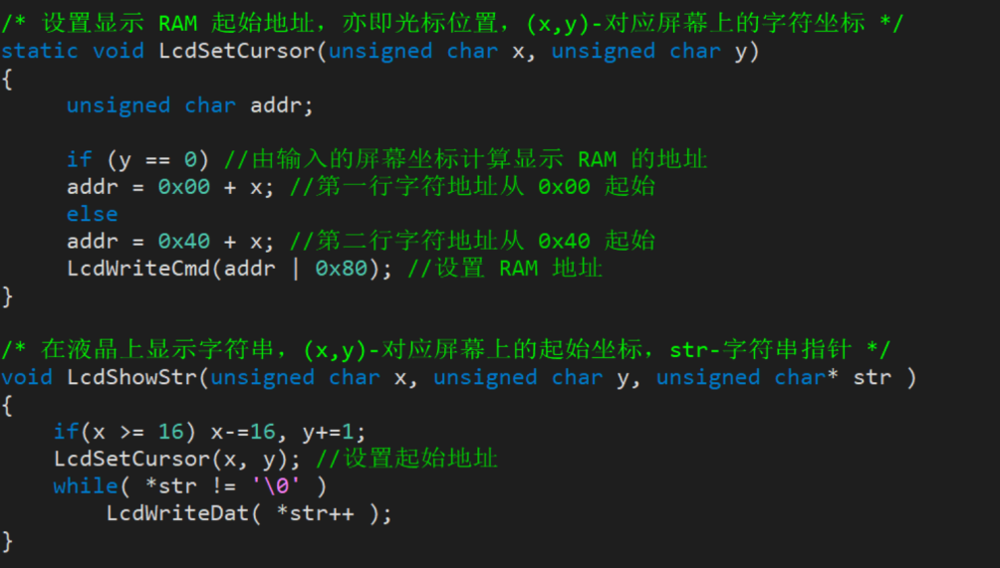 /* 设置显示 RAM 起始地址，亦即光标位置，(x,y)-对应屏幕上的字符坐标 */
static void LcdSetCursor(unsigned char x, unsigned char y)
{
unsigned char addr;
if (y == 0) //由输入的屏幕坐标计算显示 RAM 的地址
addr = 0x00 + x; //第一行字符地址从 0x00 起始
else
addr = 0x40 + x; //第二行字符地址从 0x40 起始
LcdWriteCmd(addr | 0x80); //设置 RAM 地址
}
/* 在液晶上显示字符串，(x,y)-对应屏幕上的起始坐标，str-字符串指针 */
void LcdShowStr(unsigned char x, unsigned char y, unsigned char* str )
{
if(x >= 16) x-=16, y+=1;
LcdSetCursor(x, y); //设置起始地址
while( *str != '\0' )
LcdWriteDat( *str++ );
}